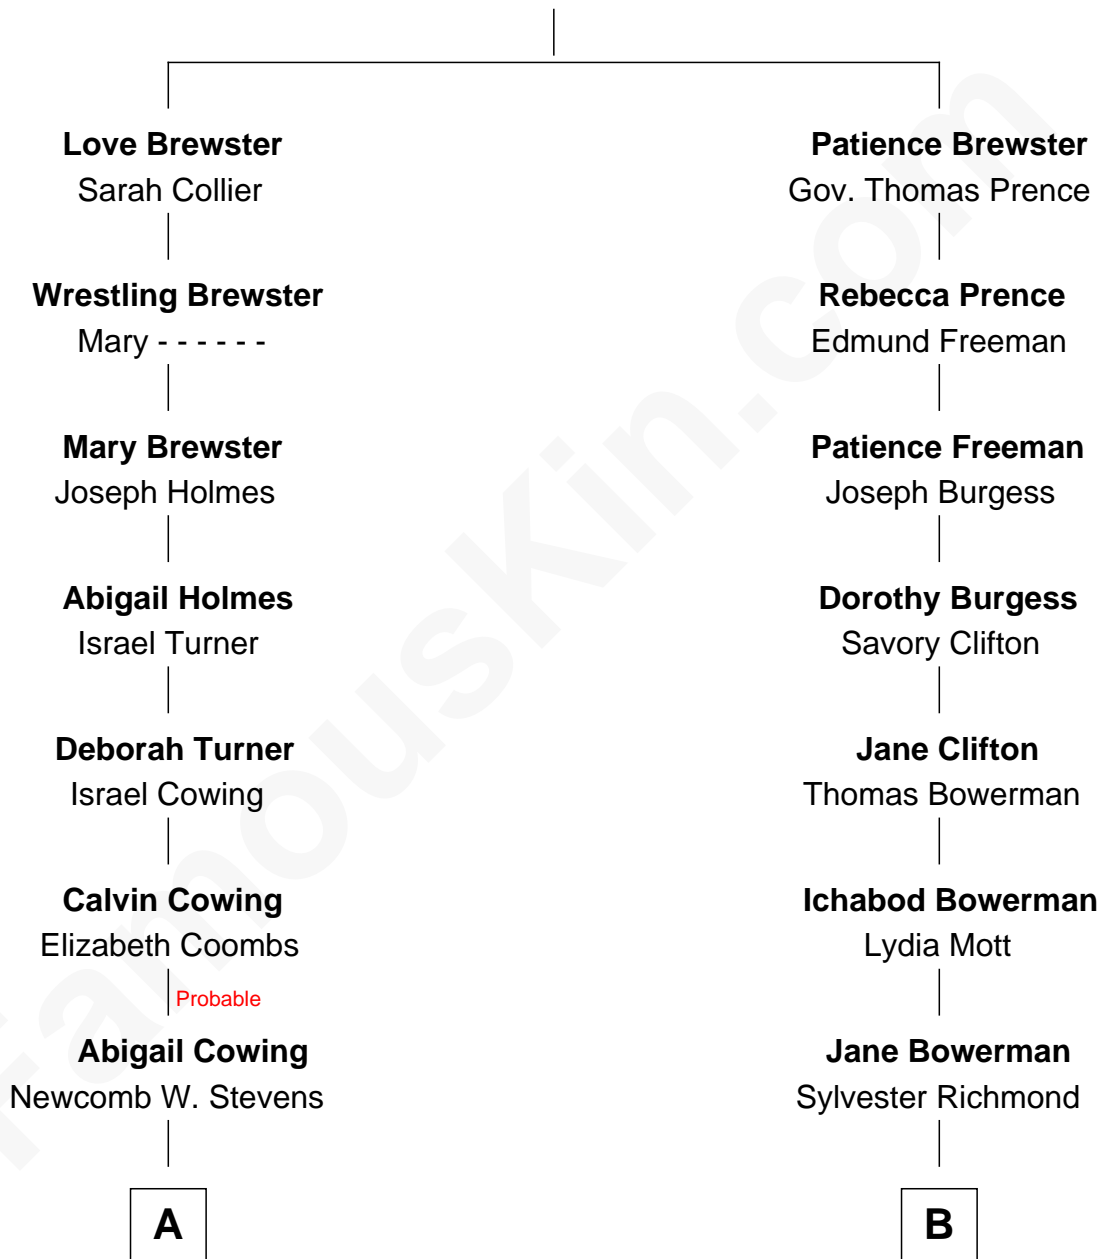 Love Brewster
Sarah Collier
Wrestling Brewster
Mary - - - - - -
Mary Brewster
Joseph Holmes
Abigail Holmes
Israel Turner
Deborah Turner
Israel Cowing
Calvin Cowing
Elizabeth Coombs
Probable
Abigail Cowing
Newcomb W. Stevens
A
Patience Brewster
Gov. Thomas Prence
Rebecca Prence
Edmund Freeman
Patience Freeman
Joseph Burgess
Dorothy Burgess
Savory Clifton
Jane Clifton
Thomas Bowerman
Ichabod Bowerman
Lydia Mott
Jane Bowerman
Sylvester Richmond
B
FamousKin.com